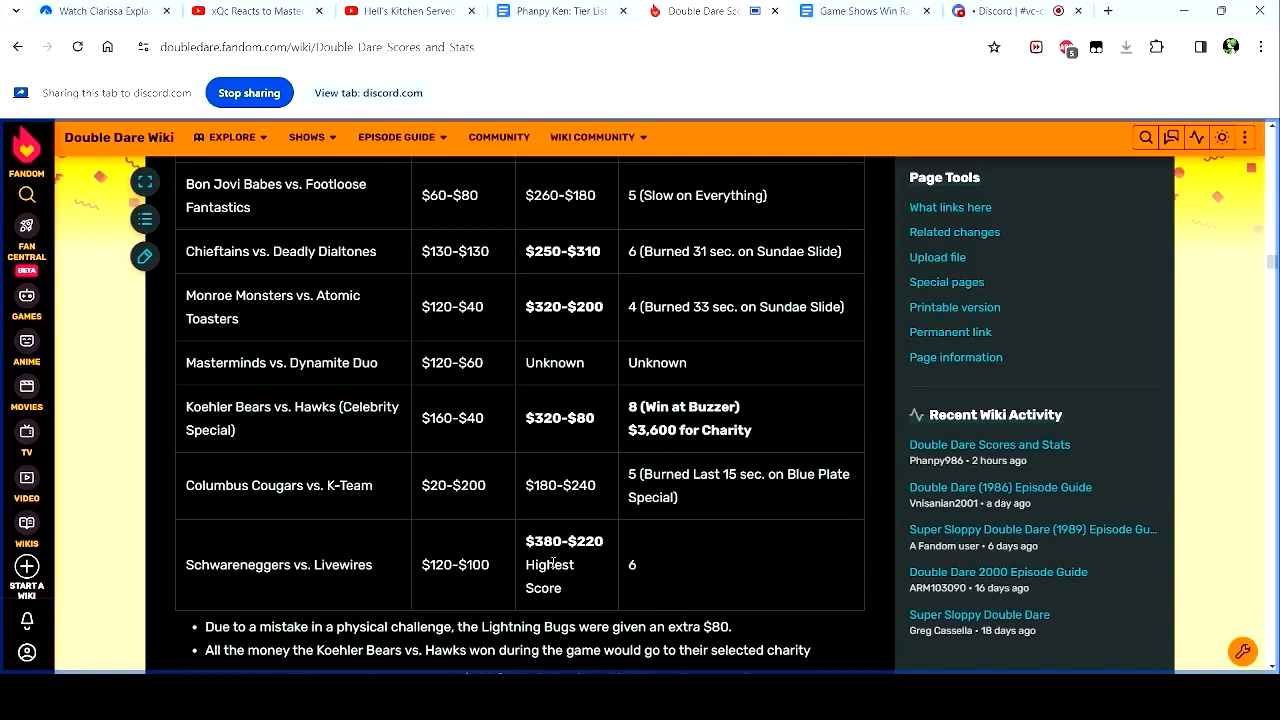 Watch Clarissa Explai
xQc Reacts to Master
Hell's Kitchen Served
Phanpy Ken: Tier List
Double Dare Sco
Game Shows Win Ra
• Discord | #vc-c
doubledare.fandom.com/wiki/Double_Dare_Scores_and_Stats
5
Sharing this tab to discord.com
Stop sharing
View tab: discord.com
FANDOM
FAN CENTRAL
BETA
GAMES
ANIME
MOVIES
TV
VIDEO
WIKIS
START A WIKI
Double Dare Wiki
EXPLORE
SHOWS
EPISODE GUIDE
COMMUNITY
WIKI COMMUNITY
Bon Jovi Babes vs. Footloose Fantastics $60-$80 $260-$180 5 (Slow on Everything)
Chieftains vs. Deadly Dialtones $130-$130 $250-$310 6 (Burned 31 sec. on Sundae Slide)
Monroe Monsters vs. Atomic Toasters $120-$40 $320-$200 4 (Burned 33 sec. on Sundae Slide)
Masterminds vs. Dynamite Duo $120-$60 Unknown Unknown
Koehler Bears vs. Hawks (Celebrity Special) $160-$40 $320-$80 8 (Win at Buzzer) $3,600 for Charity
Columbus Cougars vs. K-Team $20-$200 $180-$240 5 (Burned Last 15 sec. on Blue Plate Special)
Schwareneggers vs. Livewires $120-$100 $380-$220 Highest Score 6
• Due to a mistake in a physical challenge, the Lightning Bugs were given an extra $80.
• All the money the Koehler Bears vs. Hawks won during the game would go to their selected charity
Page Tools
What links here
Related changes
Upload file
Special pages
Printable version
Permanent link
Page information
Recent Wiki Activity
Double Dare Scores and Stats
Phanpy986 • 2 hours ago
Double Dare (1986) Episode Guide
Vnisanian2001 • a day ago
Super Sloppy Double Dare (1989) Episode Gu...
A Fandom user • 6 days ago
Double Dare 2000 Episode Guide
ARM103090 • 16 days ago
Super Sloppy Double Dare
Greg Cassella • 18 days ago